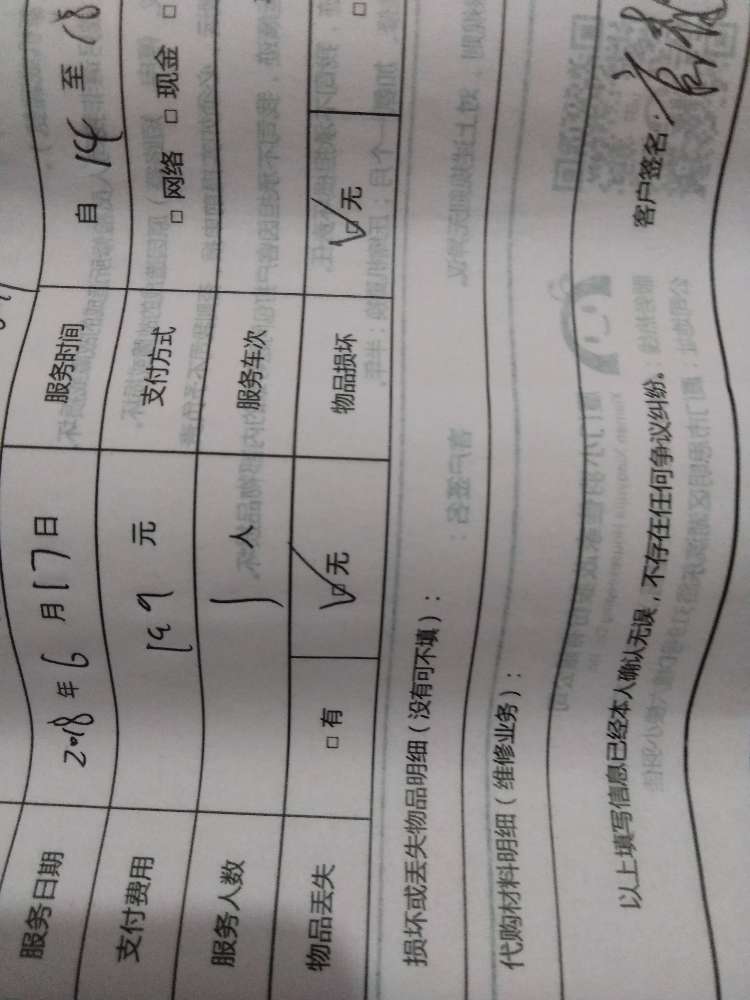 服务日期 2018 年 6 月 17 日 服务时间 自 14 至 18
支付费用 199 元 支付方式 □ 网络 □ 现金 □
服务人数 1 人 服务车次
物品丢失 □ 有 ☑ 无 物品损坏 ☑ 无 □
损坏或丢失物品明细(没有可不填):
代购材料明细(维修业务):
以上填写信息已经本人确认无误,不存在任何争议纠纷。 客户签名: